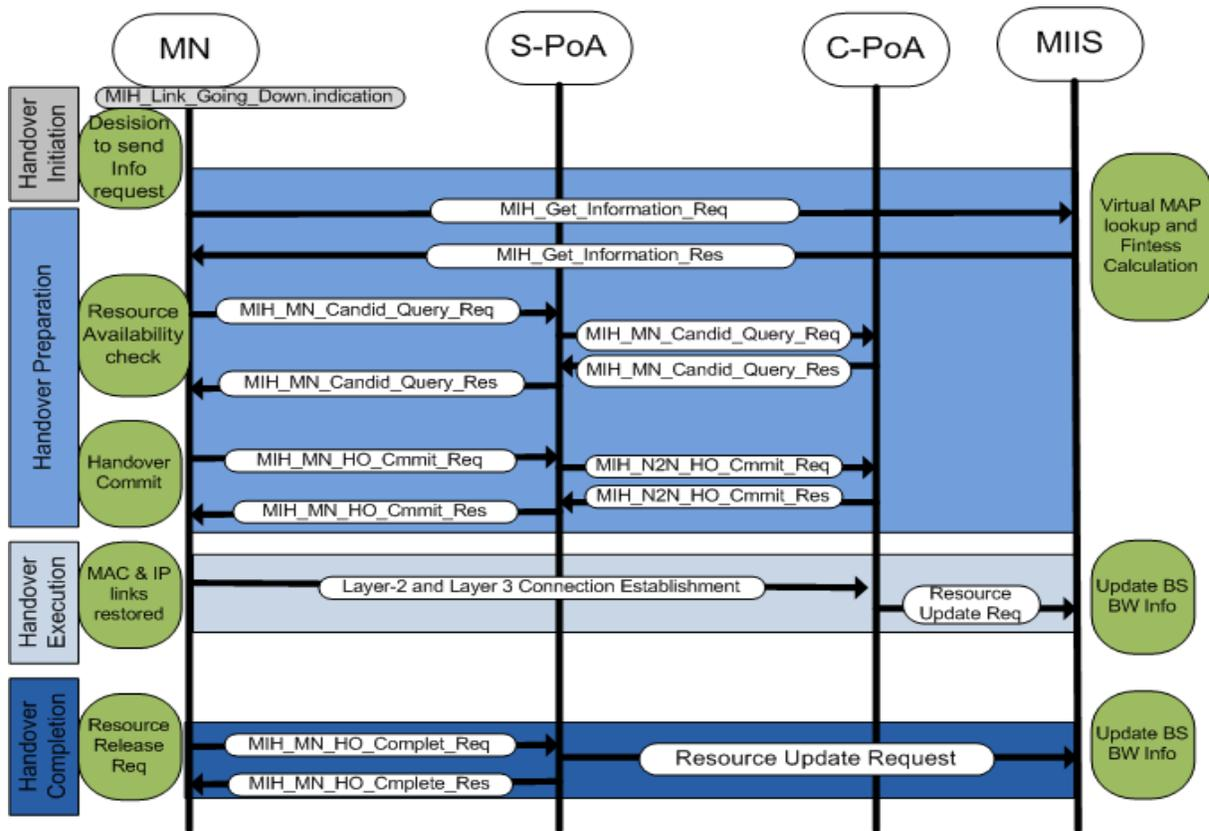 MN
S-PoA
C-PoA
MIIS
MIH_Link_Going_Down.indication
Handover
Initiation
Desision
to send
Info
request
MIH_Get_Information_Req
Virtual MAP
lookup and
Fintess
Calculation
MIH_Get_Information_Res
Handover Preparation
Resource
Availability
check
MIH_MN_Candid_Query_Req
MIH_MN_Candid_Query_Req
MIH_MN_Candid_Query_Res
MIH_MN_Candid_Query_Res
Handover
Commit
MIH_MN_HO_Cmmit_Req
MIH_N2N_HO_Cmmit_Req
MIH_N2N_HO_Cmmit_Res
MIH_MN_HO_Cmmit_Res
Handover
Execution
MAC & IP
links
restored
Layer-2 and Layer 3 Connection Establishment
Resource
Update Req
Update BS
BW Info
Handover
Completion
Resource
Release
Req
MIH_MN_HO_Complet_Req
Resource Update Request
MIH_MN_HO_Cmplete_Res
Update BS
BW Info